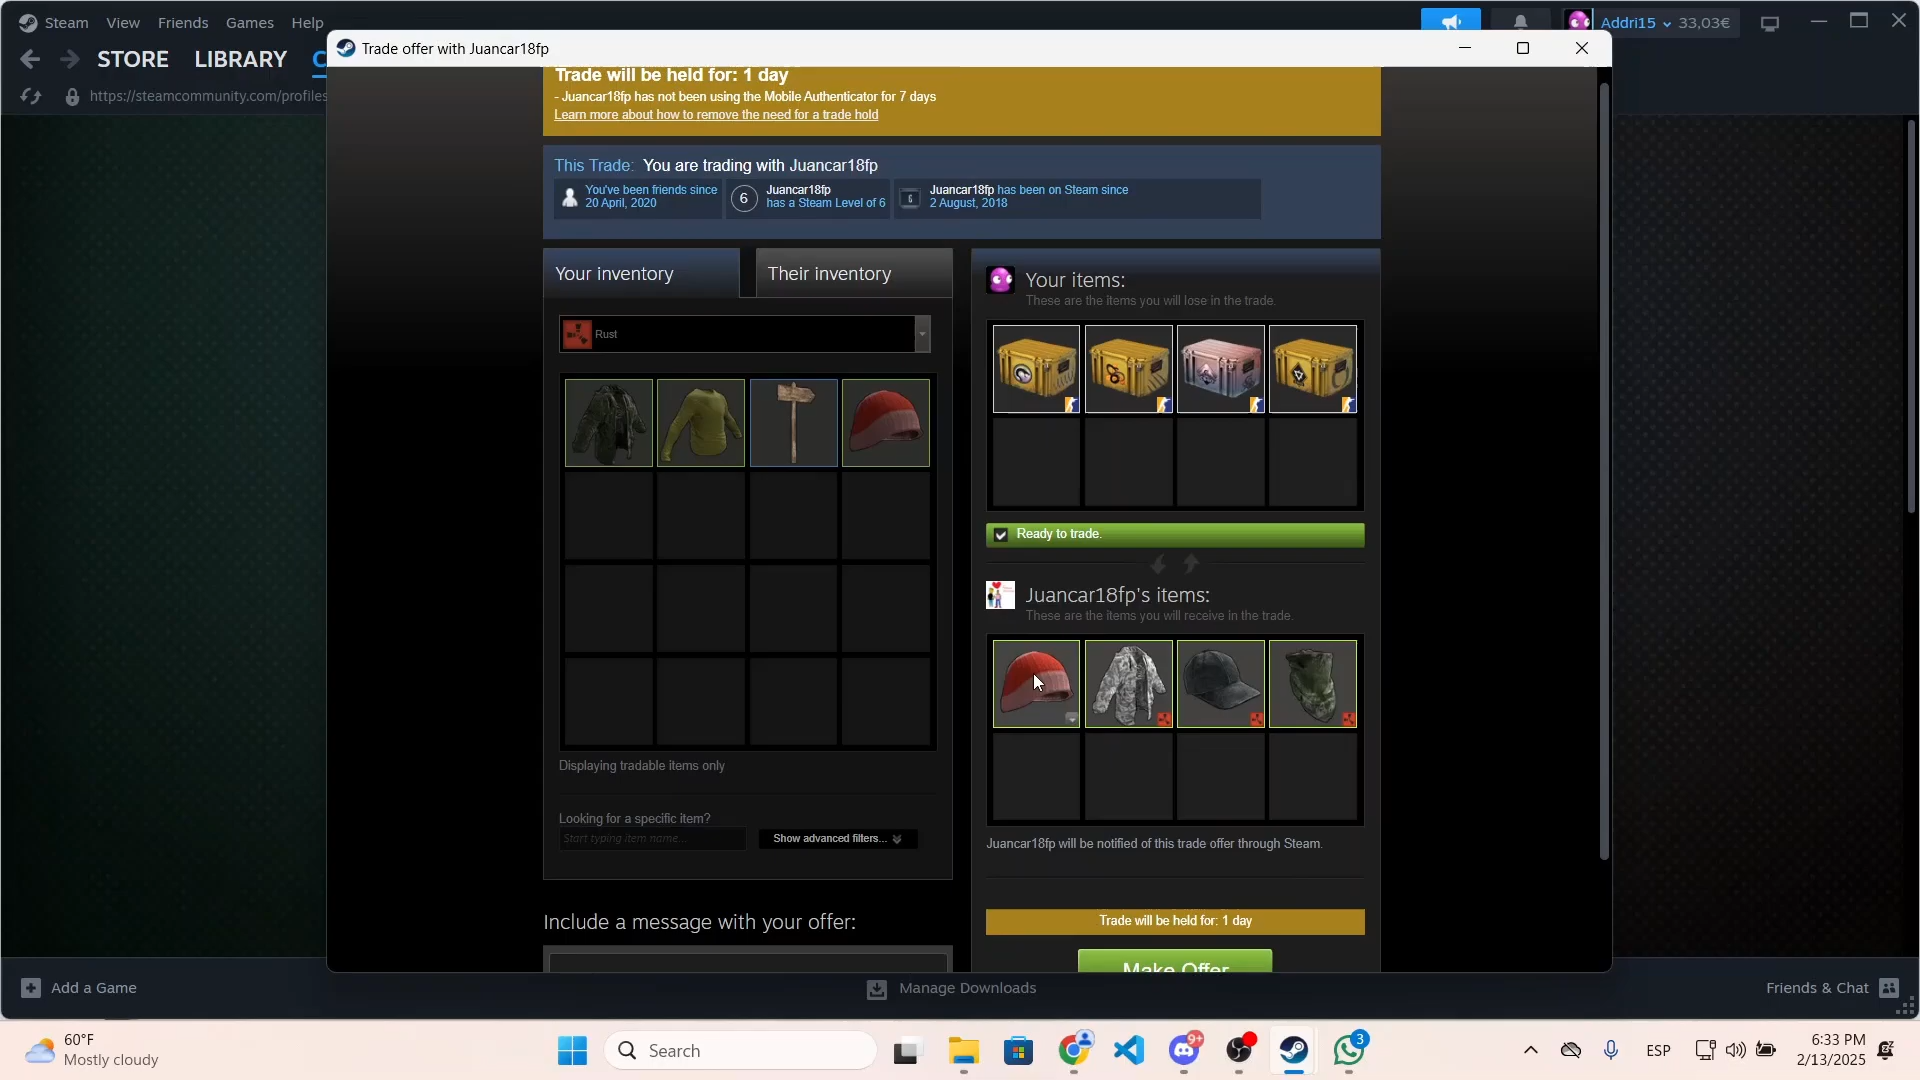 Steam View Friends Games Help
Addri15 33,03€
STORE LIBRARY
https://steamcommunity.com/profiles
Trade offer with Juancar18fp
Trade will be held for: 1 day
- Juancar18fp has not been using the Mobile Authenticator for 7 days
Learn more about how to remove the need for a trade hold
This Trade: You are trading with Juancar18fp
You've been friends since
20 April, 2020
6
Juancar18fp
has a Steam Level of 6
6
Juancar18fp has been on Steam since
2 August, 2018
Your inventory
Their inventory
Rust
Displaying tradable items only
Looking for a specific item?
Start typing item name...
Show advanced filters...
Include a message with your offer:
Your items:
These are the items you will lose in the trade.
Ready to trade.
Juancar18fp's items:
These are the items you will receive in the trade.
Juancar18fp will be notified of this trade offer through Steam.
Trade will be held for: 1 day
Make Offer
Add a Game
Manage Downloads
Friends & Chat
60°F
Mostly cloudy
Search
9+
3
ESP
6:33 PM
2/13/2025